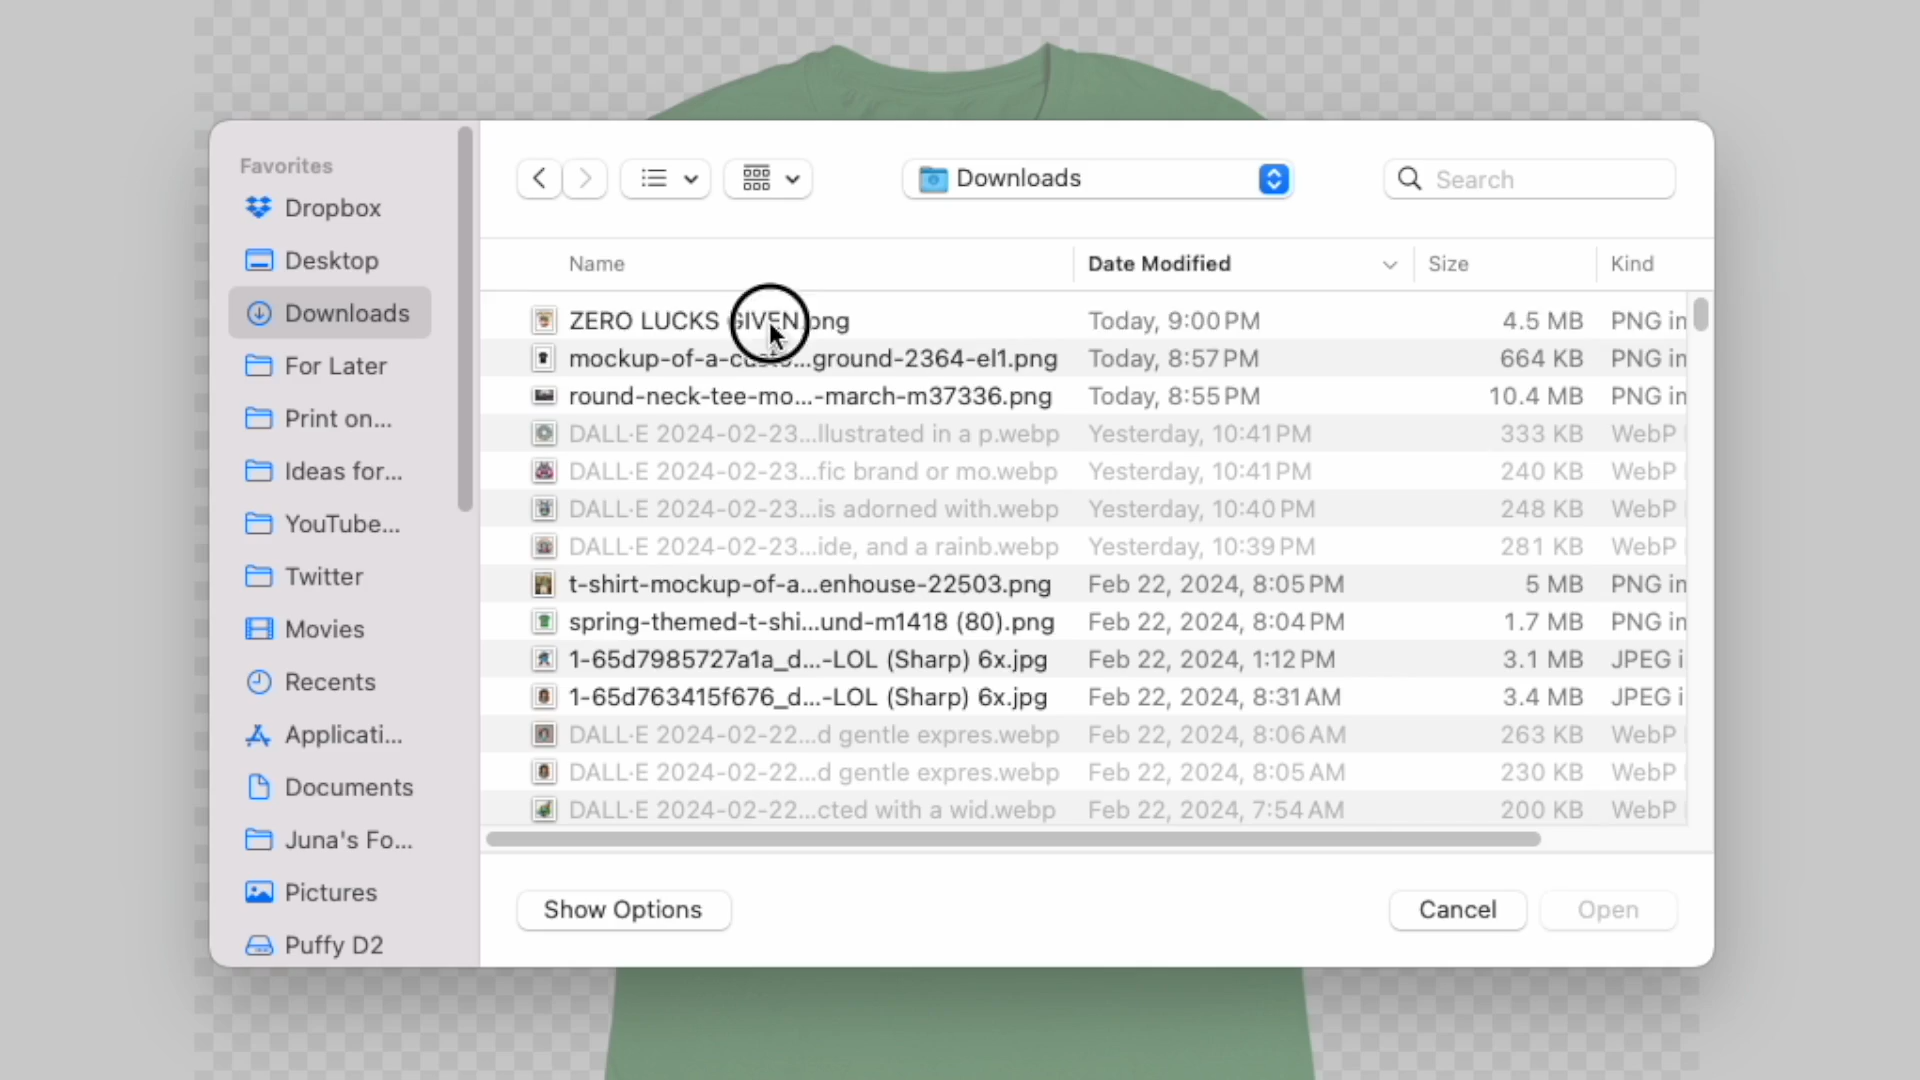 Favorites
Dropbox
Desktop
Downloads
For Later
Print on...
Ideas for...
YouTube...
Twitter
Movies
Recents
Applicati...
Documents
Juna's Fo...
Pictures
Puffy D2
Downloads
Search
Name Date Modified Size Kind
ZERO LUCKS GIVEN.png Today, 9:00 PM 4.5 MB PNG in
mockup-of-a-custo...ground-2364-el1.png Today, 8:57 PM 664 KB PNG in
round-neck-tee-mo...-march-m37336.png Today, 8:55 PM 10.4 MB PNG in
DALL·E 2024-02-23...llustrated in a p.webp Yesterday, 10:41 PM 333 KB WebP
DALL·E 2024-02-23...fic brand or mo.webp Yesterday, 10:41 PM 240 KB WebP
DALL·E 2024-02-23...is adorned with.webp Yesterday, 10:40 PM 248 KB WebP
DALL·E 2024-02-23...ide, and a rainb.webp Yesterday, 10:39 PM 281 KB WebP
t-shirt-mockup-of-a...enhouse-22503.png Feb 22, 2024, 8:05 PM 5 MB PNG in
spring-themed-t-shi...und-m1418 (80).png Feb 22, 2024, 8:04 PM 1.7 MB PNG in
1-65d7985727a1a_d...-LOL (Sharp) 6x.jpg Feb 22, 2024, 1:12 PM 3.1 MB JPEG i
1-65d763415f676_d...-LOL (Sharp) 6x.jpg Feb 22, 2024, 8:31 AM 3.4 MB JPEG i
DALL·E 2024-02-22...d gentle expres.webp Feb 22, 2024, 8:06 AM 263 KB WebP
DALL·E 2024-02-22...d gentle expres.webp Feb 22, 2024, 8:05 AM 230 KB WebP
DALL·E 2024-02-22...cted with a wid.webp Feb 22, 2024, 7:54 AM 200 KB WebP
Show Options
Cancel
Open